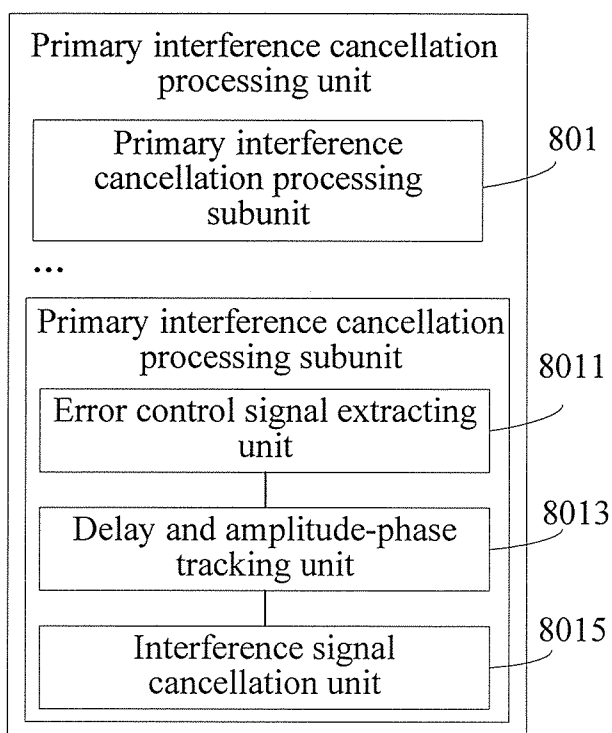 Primary interference cancellation
processing unit
Primary interference
cancellation processing
subunit
801
...
Primary interference cancellation
processing subunit
8011
Error control signal extracting
unit
8013
Delay and amplitude-phase
tracking unit
8015
Interference signal
cancellation unit